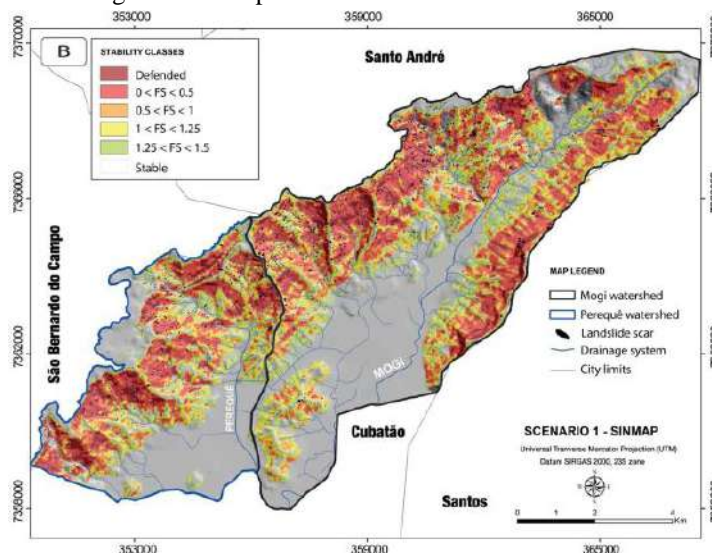 353000
359000
365000
7370000
B
STABILITY CLASSES
Defended
0 < FS < 0.5
0.5 < FS < 1
1 < FS < 1.25
1.25 < FS < 1.5
Stable
Santo André
São Bernardo do Campo
MAP LEGEND
Mogi watershed
Perequê watershed
Landslide scar
Drainage system
City limits
PEREQUÊ
MOGI
Cubatão
Santos
SCENARIO 1 - SINMAP
Universal Tranverse Mercator Projection (UTM)
Datum SIRGAS 2000, 23S zone
0 2 4
Km
353000
359000
365000